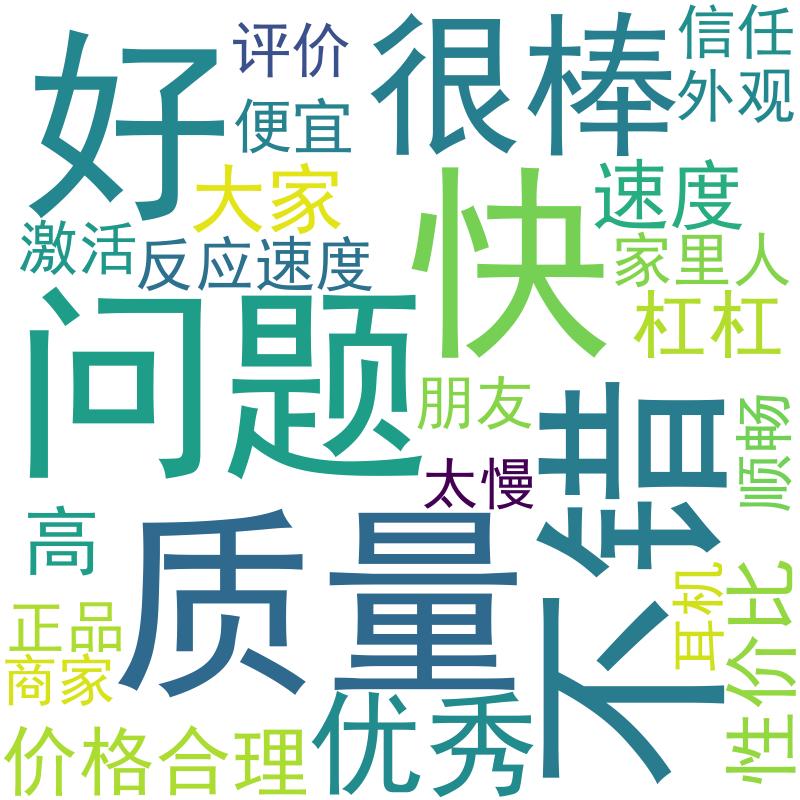 好
评价
很棒
信任
外观
便宜
大家
快
速度
激活
反应速度
家里人
问题
杠杠
朋友
不错
顺畅
太慢
高
质量
耳机
性价比
正品
商家
价格合理
优秀